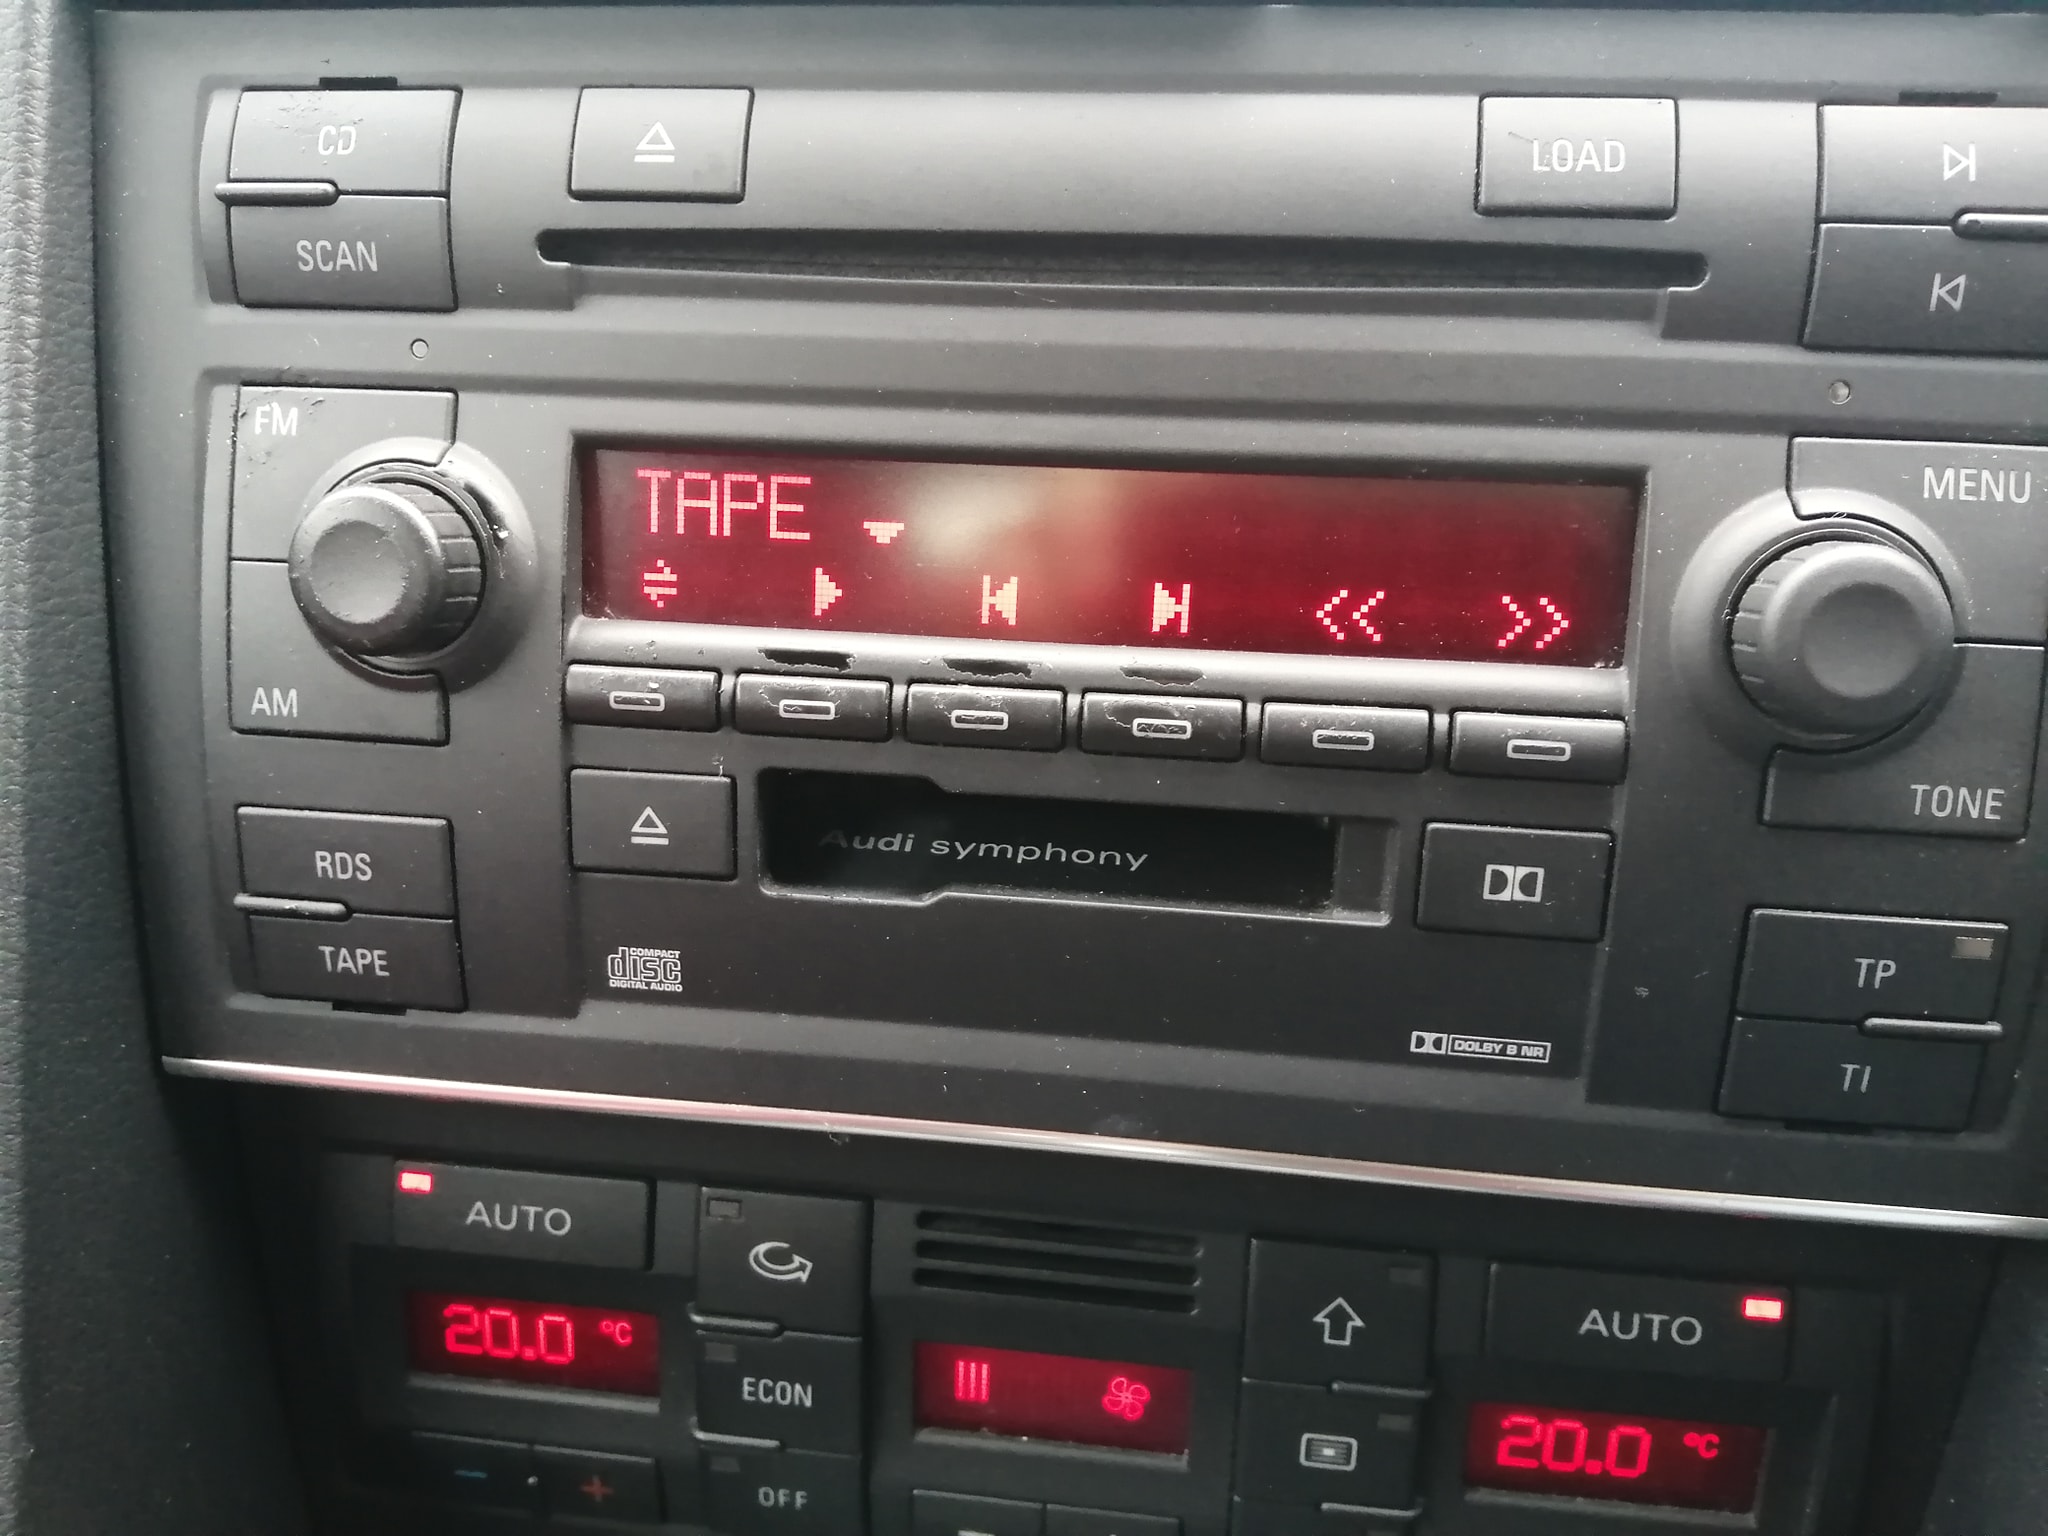 CD
LOAD
SCAN
FM
MENU
TAPE
AM
TONE
Audi symphony
RDS
TAPE
TP
COMPACT
disc
DIGITAL AUDIO
DOLBY B NR
TI
AUTO
AUTO
20.0 °C
ECON
20.0 °C
OFF